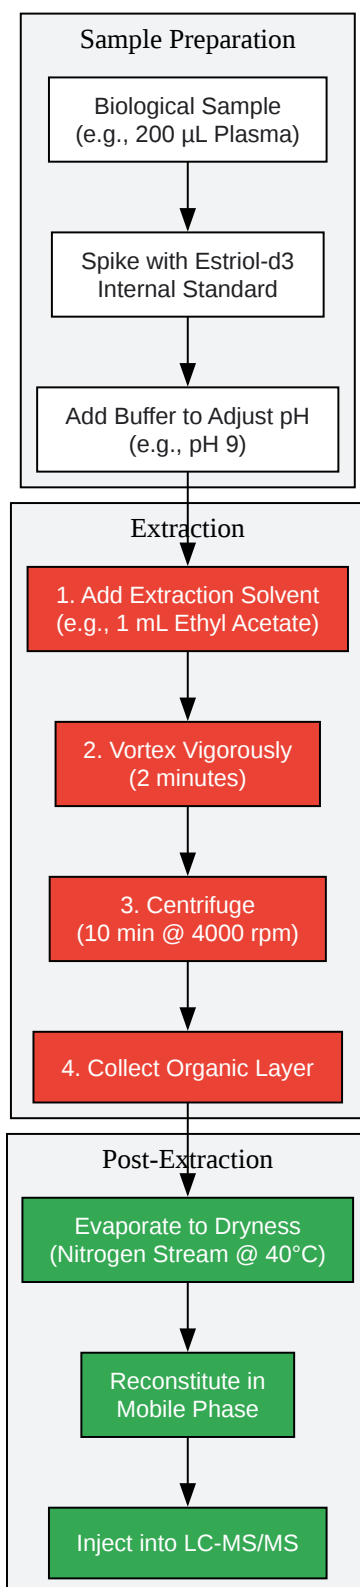 Sample Preparation
Biological Sample
(e.g., 200 µL Plasma)
Spike with Estriol-d3
Internal Standard
Add Buffer to Adjust pH
(e.g., pH 9)
Extraction
1. Add Extraction Solvent
(e.g., 1 mL Ethyl Acetate)
2. Vortex Vigorously
(2 minutes)
3. Centrifuge
(10 min @ 4000 rpm)
4. Collect Organic Layer
Post-Extraction
Evaporate to Dryness
(Nitrogen Stream @ 40°C)
Reconstitute in
Mobile Phase
Inject into LC-MS/MS